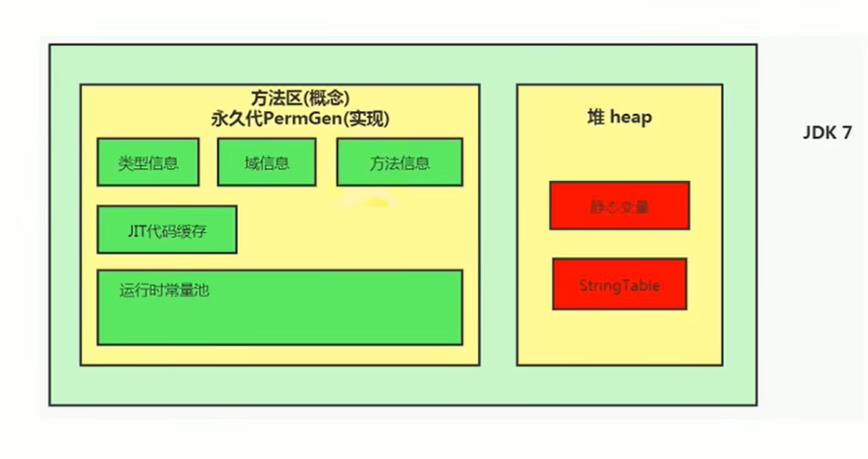 方法区(概念)
永久代PermGen(实现)
堆 heap
JDK 7
类型信息
域信息
方法信息
静态变量
JIT代码缓存
StringTable
运行时常量池